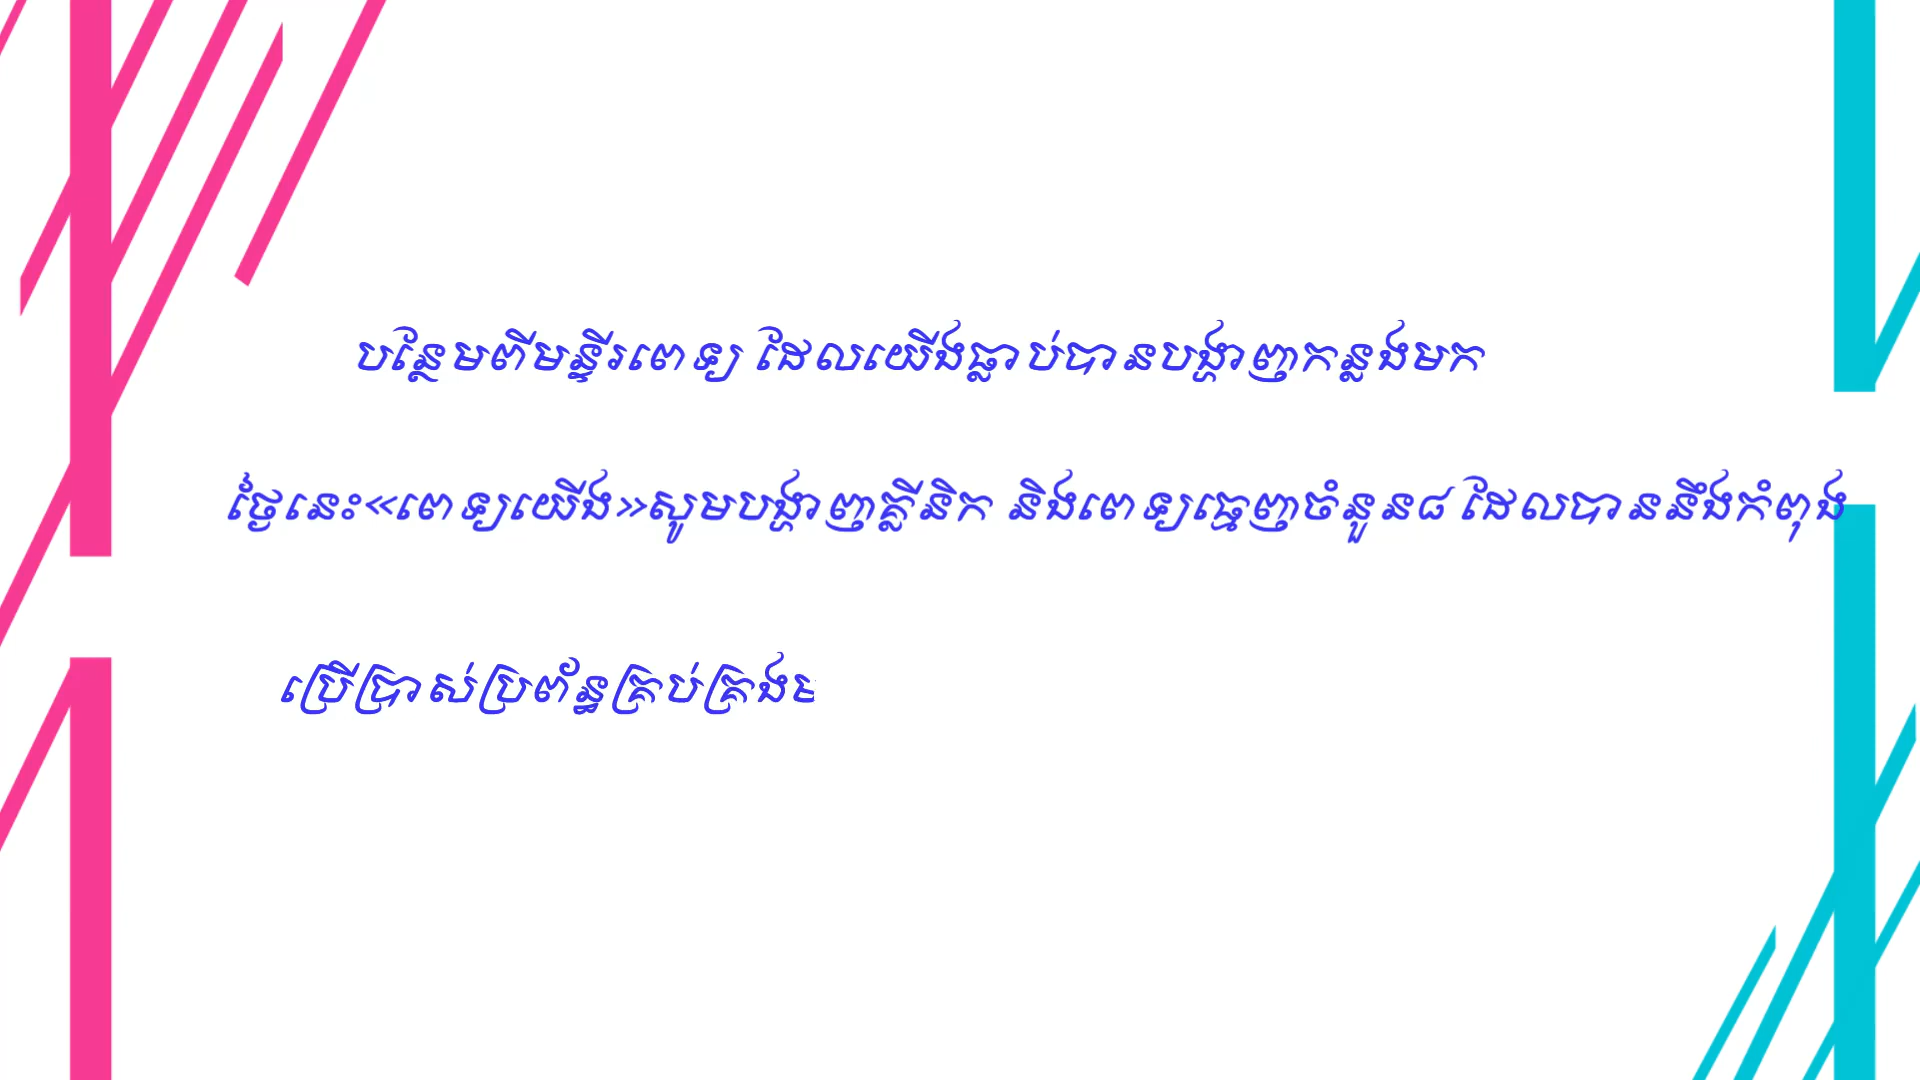 បន្ថែមពីមន្ទីរពេទ្យ ដែលយើងធ្លាប់បានបង្ហាញកន្លងមក
ថ្ងៃនេះ«ពេទ្យយើង»សូមបង្ហាញគ្លីនិក និងពេទ្យធ្មេញចំនួន៨ ដែលបាននឹងកំពុង
ប្រើប្រាស់ប្រព័ន្ធគ្រប់គ្រង